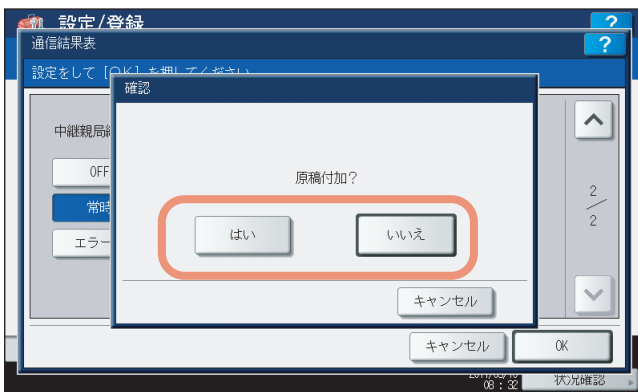 設定/登録
?
通信結果表
?
設定をして [OK] を押してください
確認
中継親局
OFF
常時
エラー
原稿付加?
はい
いいえ
キャンセル
2
2
キャンセル
OK
08:32
状況確認